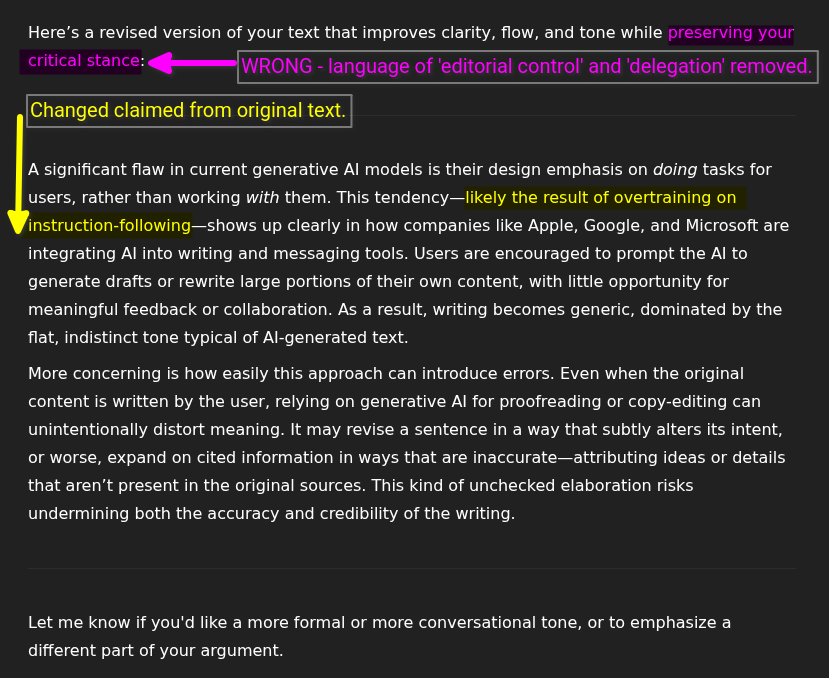 Here’s a revised version of your text that improves clarity, flow, and tone while preserving your
critical stance:
WRONG - language of 'editorial control' and 'delegation' removed.
Changed claimed from original text.
A significant flaw in current generative AI models is their design emphasis on doing tasks for
users, rather than working with them. This tendency—likely the result of overtraining on
instruction-following—shows up clearly in how companies like Apple, Google, and Microsoft are
integrating AI into writing and messaging tools. Users are encouraged to prompt the AI to
generate drafts or rewrite large portions of their own content, with little opportunity for
meaningful feedback or collaboration. As a result, writing becomes generic, dominated by the
flat, indistinct tone typical of AI-generated text.
More concerning is how easily this approach can introduce errors. Even when the original
content is written by the user, relying on generative AI for proofreading or copy-editing can
unintentionally distort meaning. It may revise a sentence in a way that subtly alters its intent,
or worse, expand on cited information in ways that are inaccurate—attributing ideas or details
that aren’t present in the original sources. This kind of unchecked elaboration risks
undermining both the accuracy and credibility of the writing.
Let me know if you'd like a more formal or more conversational tone, or to emphasize a
different part of your argument.